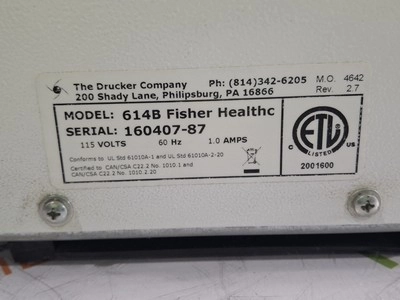 The Drucker Company Ph: (814)342-6205 M.O. 4642
200 Shady Lane, Philipsburg, PA 16866 Rev. 2.7
MODEL: 614B Fisher Healthc
SERIAL: 160407-87
115 VOLTS 60 Hz 1.0 AMPS
Conforms to UL Std 61010A-1 and UL Std 61010A-2-20
Certified to CAN/CSA C22.2 No. 1010.1 and
CAN/CSA C22.2 No. 1010.2.20
ETL
C LISTED US
2001600